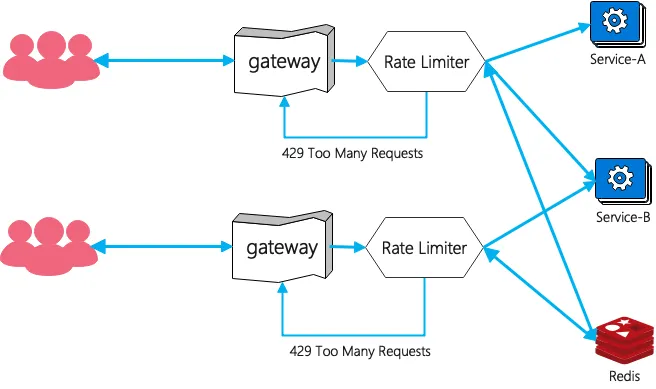 Service-A
gateway
Rate Limiter
429 Too Many Requests
Service-B
gateway
Rate Limiter
429 Too Many Requests
Redis